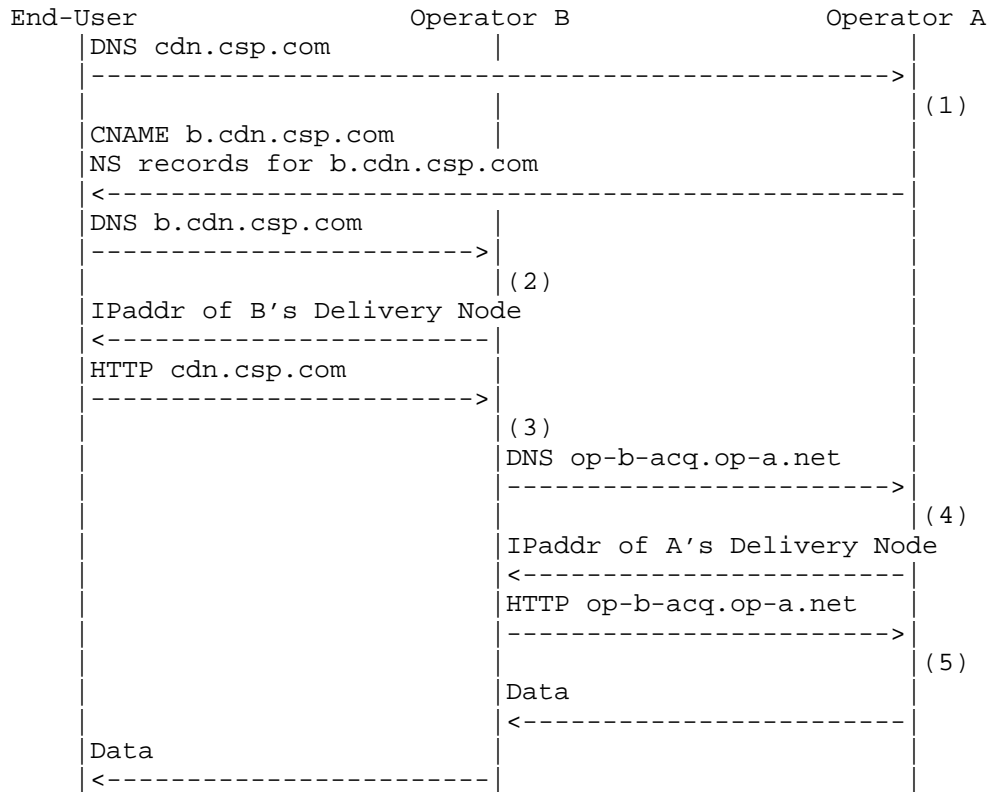 End-User Operator B Operator A
DNS cdn.csp.com
(1)
CNAME b.cdn.csp.com
NS records for b.cdn.csp.com
DNS b.cdn.csp.com
(2)
IPaddr of B's Delivery Node
HTTP cdn.csp.com
(3)
DNS op-b-acq.op-a.net
(4)
IPaddr of A's Delivery Node
HTTP op-b-acq.op-a.net
(5)
Data
Data